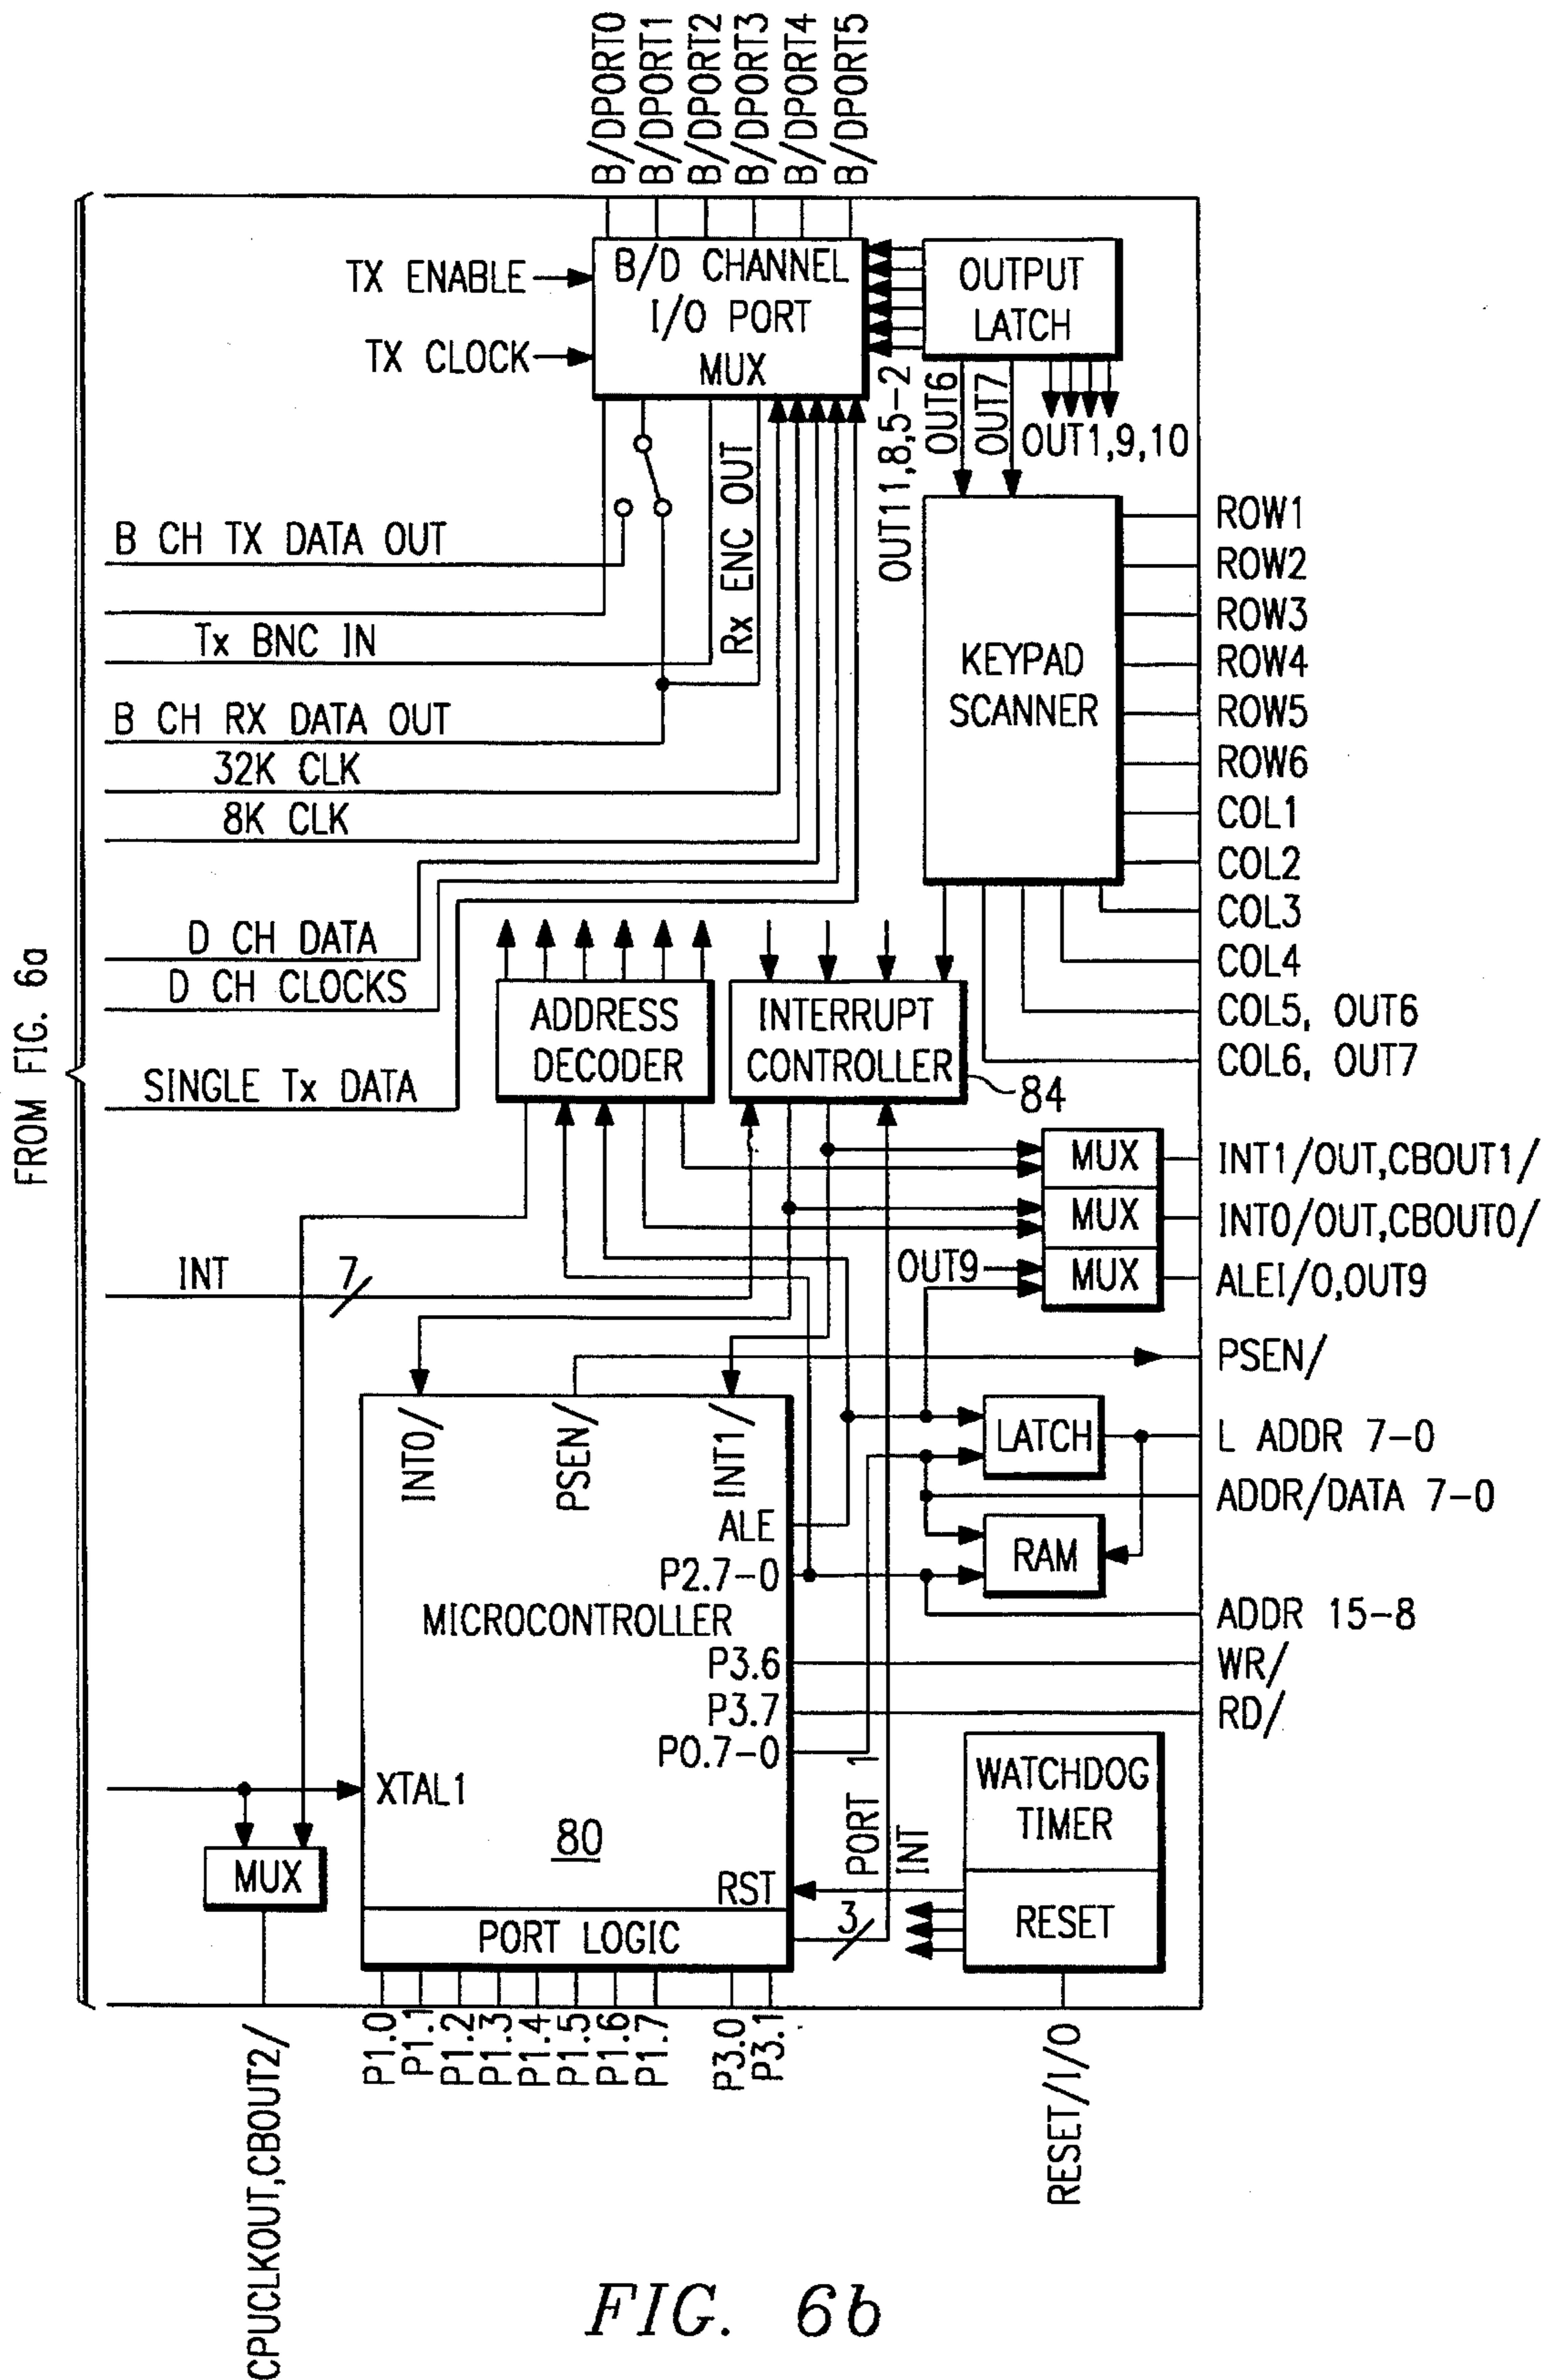 B/DPORT0
B/DPORT1
B/DPORT2
B/DPORT3
B/DPORT4
B/DPORT5
FROM FIG. 6a
TX ENABLE
TX CLOCK
B/D CHANNEL
I/O PORT
MUX
OUTPUT
LATCH
OUT11,8,5-2
OUT6
OUT7
OUT1,9,10
B CH TX DATA OUT
Tx BNC IN
Rx ENC OUT
B CH RX DATA OUT
32K CLK
8K CLK
D CH DATA
D CH CLOCKS
SINGLE Tx DATA
KEYPAD
SCANNER
ROW1
ROW2
ROW3
ROW4
ROW5
ROW6
COL1
COL2
COL3
COL4
COL5, OUT6
COL6, OUT7
ADDRESS
DECODER
INTERRUPT
CONTROLLER
84
MUX
INT1/OUT,CBOUT1/
MUX
INT0/OUT,CBOUT0/
OUT9
MUX
ALEI/O,OUT9
INT
7
PSEN/
INT0/
PSEN/
INT1/
LATCH
L ADDR 7-0
ADDR/DATA 7-0
ALE
RAM
P2.7-0
MICROCONTROLLER
ADDR 15-8
P3.6
WR/
P3.7
RD/
P0.7-0
XTAL1
80
PORT 1
INT
WATCHDOG
TIMER
MUX
RST
RESET
PORT LOGIC
3
CPUCLKOUT,CBOUT2/
P1.0
P1.1
P1.2
P1.3
P1.4
P1.5
P1.6
P1.7
P3.0
P3.1
RESET/I/O
FIG. 6b